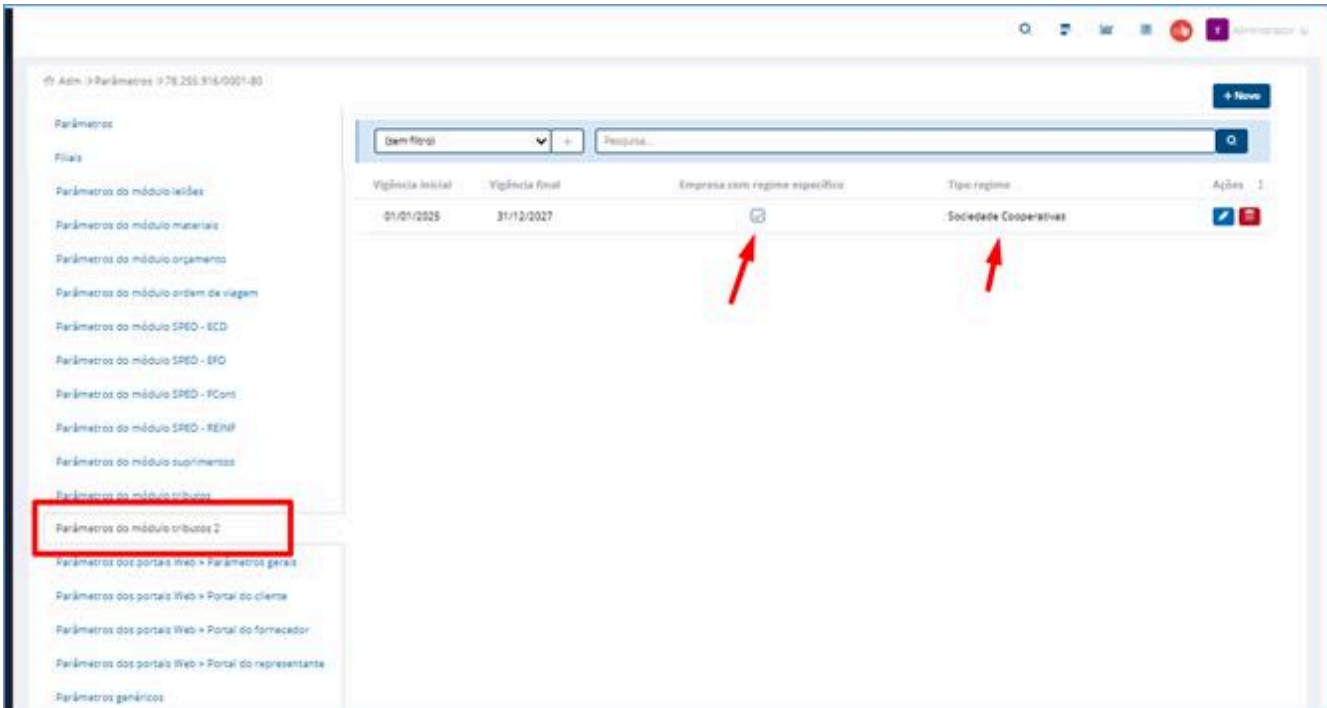 Administrador
Adm. > Parâmetros > 78.255.916/0001-80
+ Novo
Parâmetros
(sem filtro)
+
Pesquisa...
Filiais
Vigência inicial
Vigência final
Empresa com regime específico
Tipo regime
Ações
Parâmetros do módulo leilões
01/01/2025
31/12/2027
Sociedade Cooperativas
Parâmetros do módulo materiais
Parâmetros do módulo orçamento
Parâmetros do módulo ordem de viagem
Parâmetros do módulo SPED - ECD
Parâmetros do módulo SPED - EFD
Parâmetros do módulo SPED - FCont
Parâmetros do módulo SPED - REINF
Parâmetros do módulo suprimentos
Parâmetros do módulo tributos
Parâmetros do módulo tributos 2
Parâmetros dos portais Web » Parâmetros gerais
Parâmetros dos portais Web » Portal do cliente
Parâmetros dos portais Web » Portal do fornecedor
Parâmetros dos portais Web » Portal do representante
Parâmetros genéricos